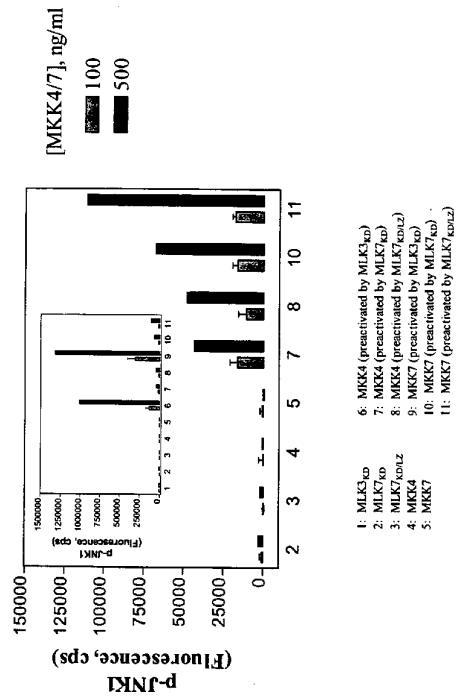 [MKK4/7], ng/ml
100
500
p-JNK1
(Fluorescence, cps)
150000
125000
100000
75000
50000
25000
0
2 3 4 5 7 8 10 11
p-JNK1
(Fluorescence, cps)
1500000
1250000
1000000
750000
500000
250000
0
1 2 3 4 5 6 7 8 9 10 11
1: MLK3KD
2: MLK7KD
3: MLK7KD/LZ
4: MKK4
5: MKK7
6: MKK4 (preactivated by MLK3KD)
7: MKK4 (preactivated by MLK7KD)
8: MKK4 (preactivated by MLK7KD/LZ)
9: MKK7 (preactivated by MLK3KD)
10: MKK7 (preactivated by MLK7KD)
11: MKK7 (preactivated by MLK7KD/LZ)